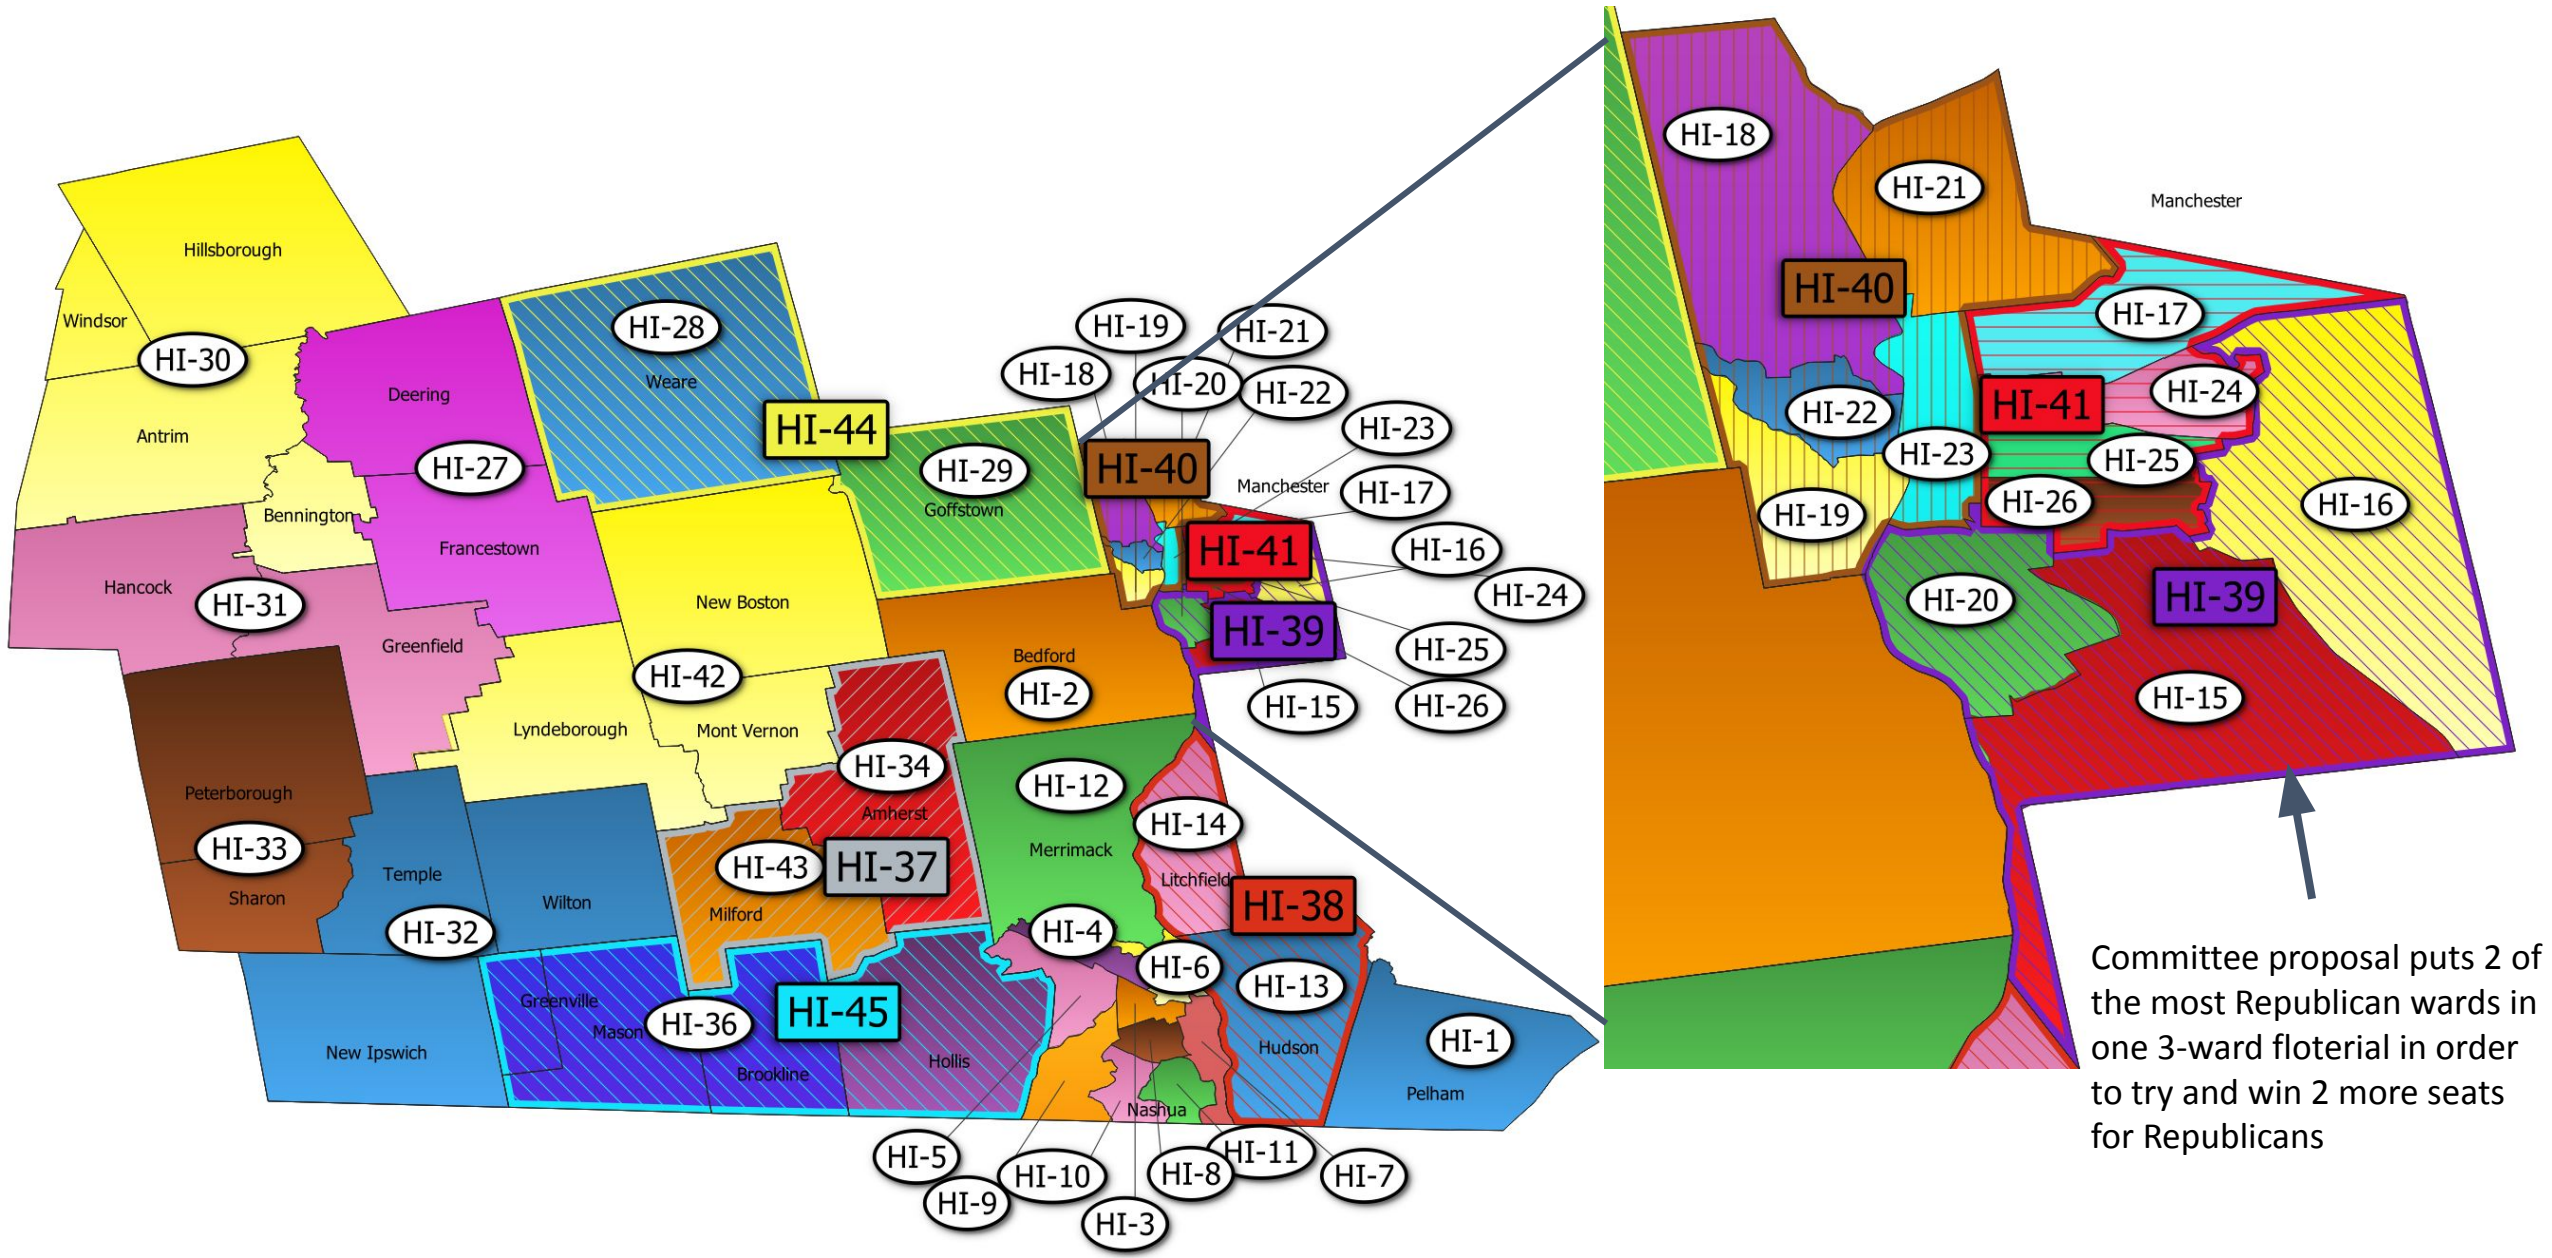 Hillsborough
Windsor
HI-30
Antrim
Deering
HI-27
Bennington
Francestown
HI-28
Weare
HI-44
HI-29
Goffstown
Hancock
HI-31
Greenfield
New Boston
HI-42
Lyndeborough
Mont Vernon
Bedford
HI-2
HI-19
HI-21
HI-18
HI-20
HI-22
HI-23
HI-40
Manchester
HI-17
HI-41
HI-16
HI-24
HI-39
HI-25
HI-15
HI-26
Peterborough
HI-33
Sharon
Temple
HI-32
Wilton
HI-34
Amherst
HI-43
HI-37
Milford
HI-12
Merrimack
HI-14
Litchfield
HI-38
HI-4
HI-6
HI-13
Hudson
HI-1
Pelham
New Ipswich
Greenville
Mason
HI-36
HI-45
Brookline
Hollis
Nashua
HI-5
HI-9
HI-10
HI-3
HI-8
HI-11
HI-7
HI-18
HI-21
Manchester
HI-40
HI-17
HI-22
HI-41
HI-24
HI-23
HI-25
HI-26
HI-16
HI-19
HI-20
HI-39
HI-15
Committee proposal puts 2 of
the most Republican wards in
one 3-ward floterial in order
to try and win 2 more seats
for Republicans